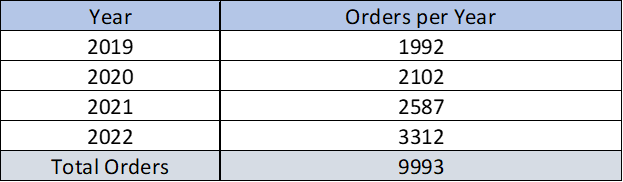 Year Orders per Year
2019 1992
2020 2102
2021 2587
2022 3312
Total Orders 9993